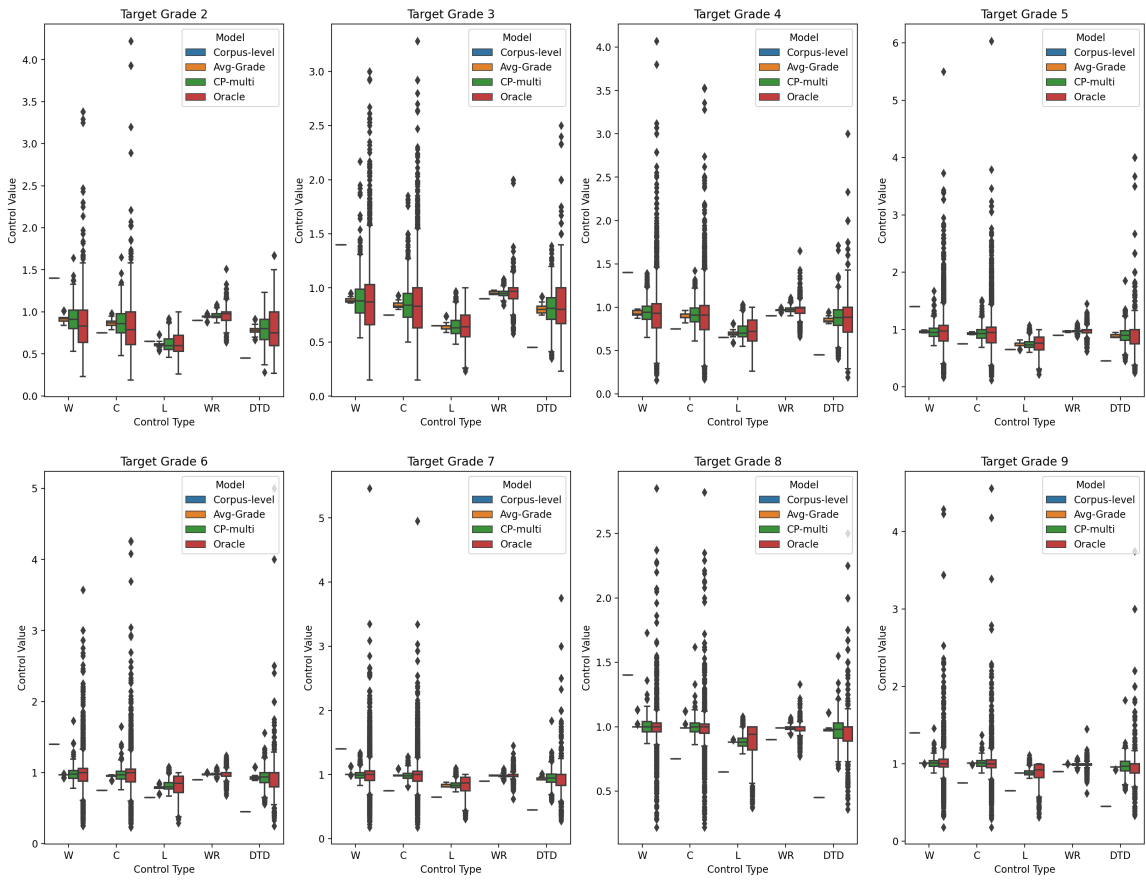 Target Grade 2
Control Value
4.0
3.5
3.0
2.5
2.0
1.5
1.0
0.5
0.0
Model
Corpus-level
Avg-Grade
CP-multi
Oracle
W C L WR DTD
Control Type
Target Grade 3
Control Value
3.0
2.5
2.0
1.5
1.0
0.5
0.0
Model
Corpus-level
Avg-Grade
CP-multi
Oracle
W C L WR DTD
Control Type
Target Grade 4
Control Value
4.0
3.5
3.0
2.5
2.0
1.5
1.0
0.5
0.0
Model
Corpus-level
Avg-Grade
CP-multi
Oracle
W C L WR DTD
Control Type
Target Grade 5
Control Value
6
5
4
3
2
1
0
Model
Corpus-level
Avg-Grade
CP-multi
Oracle
W C L WR DTD
Control Type
Target Grade 6
Control Value
5
4
3
2
1
0
Model
Corpus-level
Avg-Grade
CP-multi
Oracle
W C L WR DTD
Control Type
Target Grade 7
Control Value
5
4
3
2
1
0
Model
Corpus-level
Avg-Grade
CP-multi
Oracle
W C L WR DTD
Control Type
Target Grade 8
Control Value
2.5
2.0
1.5
1.0
0.5
Model
Corpus-level
Avg-Grade
CP-multi
Oracle
W C L WR DTD
Control Type
Target Grade 9
Control Value
4
3
2
1
0
Model
Corpus-level
Avg-Grade
CP-multi
Oracle
W C L WR DTD
Control Type